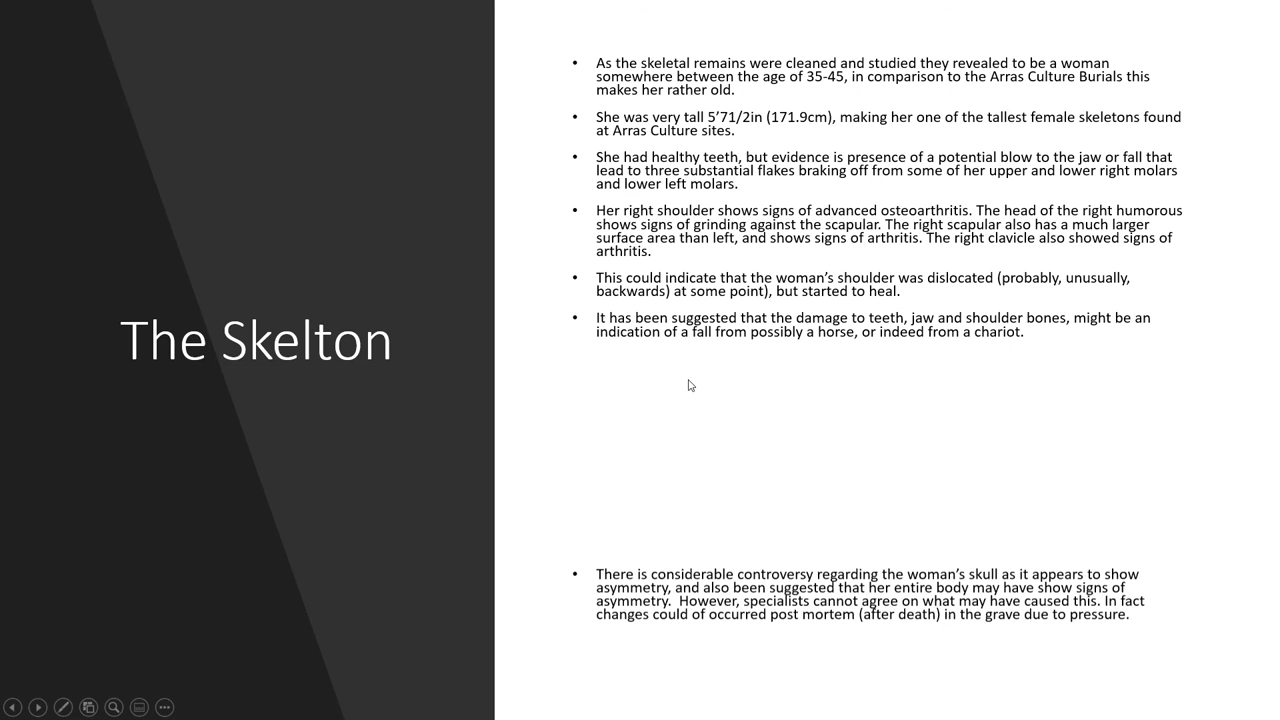 The Skelton
• As the skeletal remains were cleaned and studied they revealed to be a woman
somewhere between the age of 35-45, in comparison to the Arras Culture Burials this
makes her rather old.
• She was very tall 5’71/2in (171.9cm), making her one of the tallest female skeletons found
at Arras Culture sites.
• She had healthy teeth, but evidence is presence of a potential blow to the jaw or fall that
lead to three substantial flakes braking off from some of her upper and lower right molars
and lower left molars.
• Her right shoulder shows signs of advanced osteoarthritis. The head of the right humorous
shows signs of grinding against the scapular. The right scapular also has a much larger
surface area than left, and shows signs of arthritis. The right clavicle also showed signs of
arthritis.
• This could indicate that the woman’s shoulder was dislocated (probably, unusually,
backwards) at some point), but started to heal.
• It has been suggested that the damage to teeth, jaw and shoulder bones, might be an
indication of a fall from possibly a horse, or indeed from a chariot.
• There is considerable controversy regarding the woman’s skull as it appears to show
asymmetry, and also been suggested that her entire body may have show signs of
asymmetry.  However, specialists cannot agree on what may have caused this. In fact
changes could of occurred post mortem (after death) in the grave due to pressure.